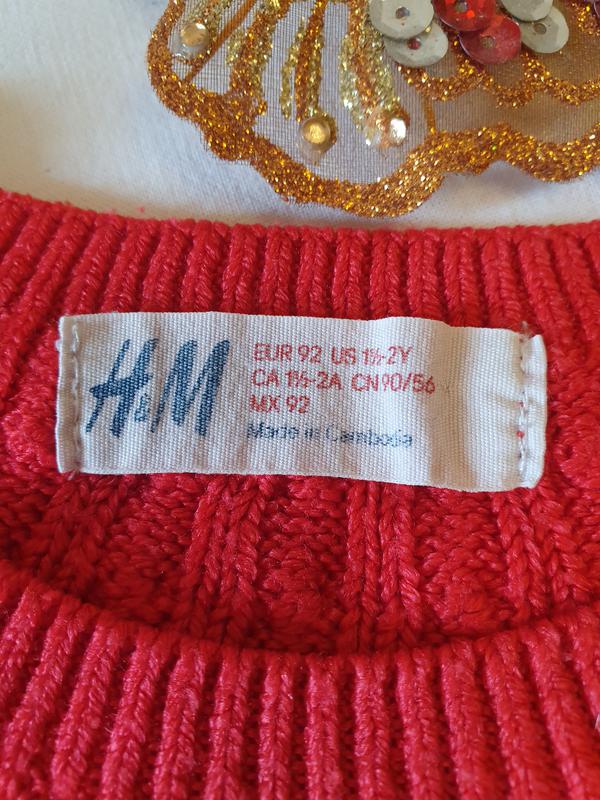 H&M
EUR 92 US 1½-2Y
CA 1½-2A CN90/56
MX 92
Made in Cambodia